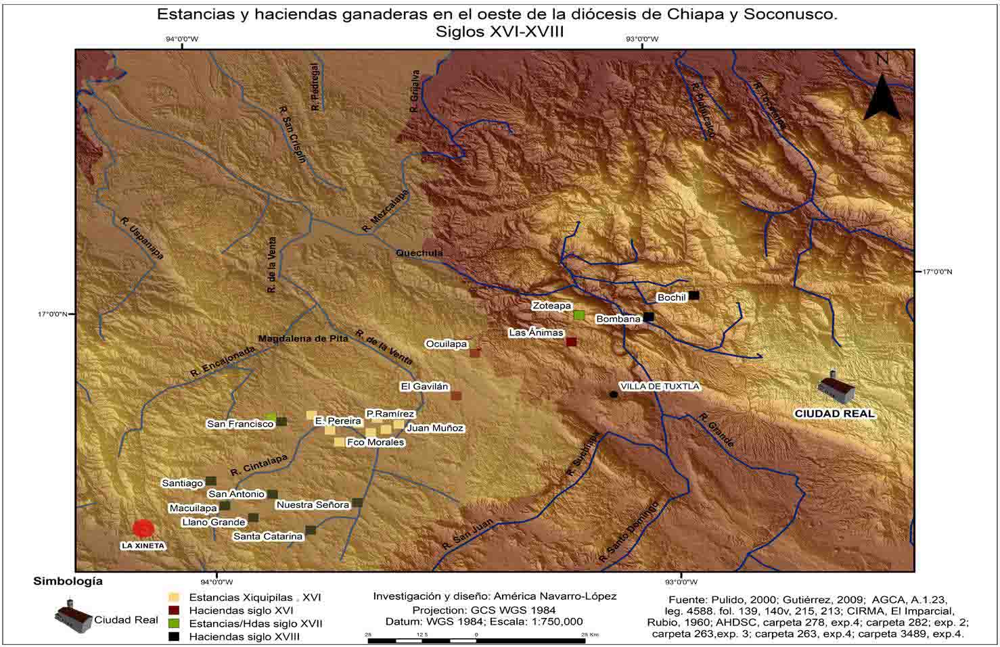 Estancias y haciendas ganaderas en el oeste de la diócesis de Chiapa y Soconusco.
Siglos XVI-XVIII
94°0'0"W
93°0'0"W
N
R. Pedregal
R. Grijalva
R. San Crispín
R. Pichucalco
R. Mezcalapa
R. Uspanapa
R. de la Venta
Quechula
17°0'0"N
17°0'0"N
Bochil
Zoteapa
Bombana
Las Ánimas
Magdalena de Pita
R. de la Venta
Ocuilapa
R. Encajonada
El Gavilán
VILLA DE TUXTLA
CIUDAD REAL
P.Ramírez
San Francisco
E. Pereira
Juan Muñoz
R. Grande
Fco Morales
R. Suchiapa
R. Cintalapa
Santiago
San Antonio
Macuilapa
Nuestra Señora
Llano Grande
Santa Catarina
R. San Juan
R. Santo Domingo
LA XINETA
94°0'0"W
93°0'0"W
Simbología
Ciudad Real
Estancias Xiquipilas . XVI
Haciendas siglo XVI
Estancias/Hdas siglo XVII
Haciendas siglo XVIII
Investigación y diseño: América Navarro-López
Projection: GCS WGS 1984
Datum: WGS 1984; Escala: 1:750,000
25 12.5 0 25 Km
Fuente: Pulido, 2000; Gutiérrez, 2009; AGCA, A.1.23,
leg. 4588. fol. 139, 140v, 215, 213; CIRMA, El Imparcial,
Rubio, 1960; AHDSC, carpeta 278, exp.4; carpeta 282; exp. 2;
carpeta 263,exp. 3; carpeta 263, exp.4; carpeta 3489, exp.4.